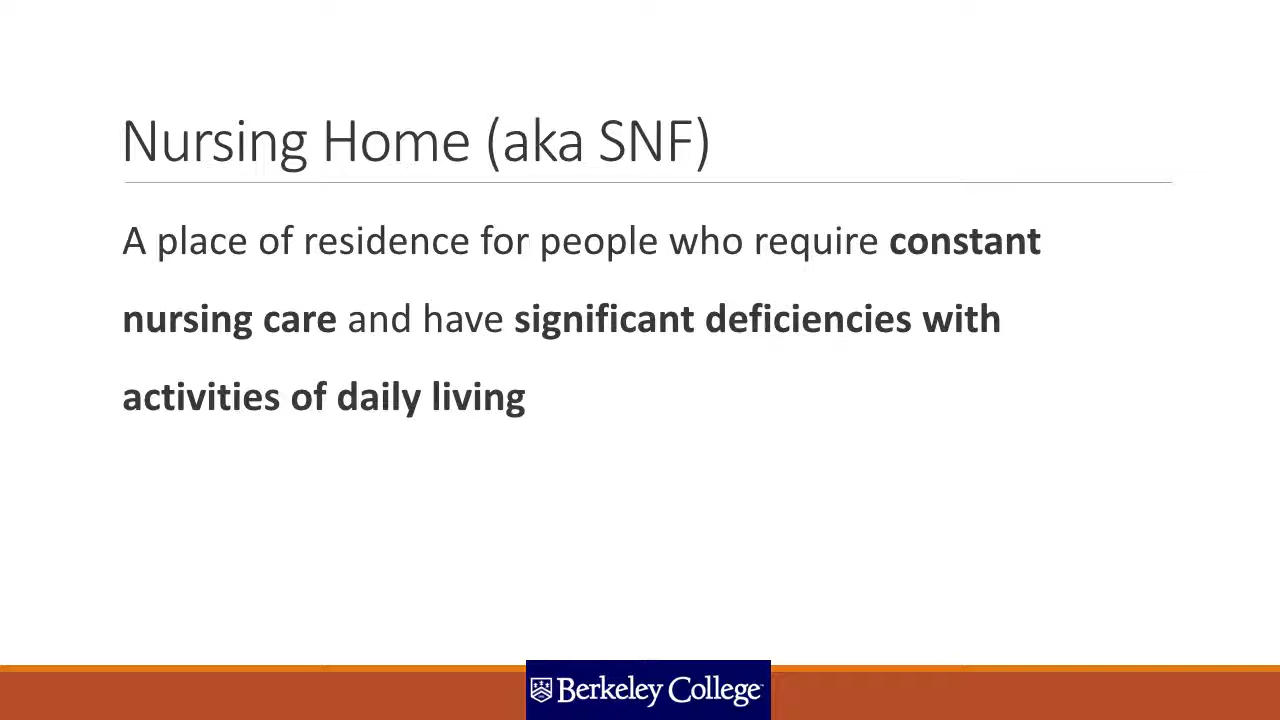 Nursing Home (aka SNF)
A place of residence for people who require constant
nursing care and have significant deficiencies with
activities of daily living
Berkeley College